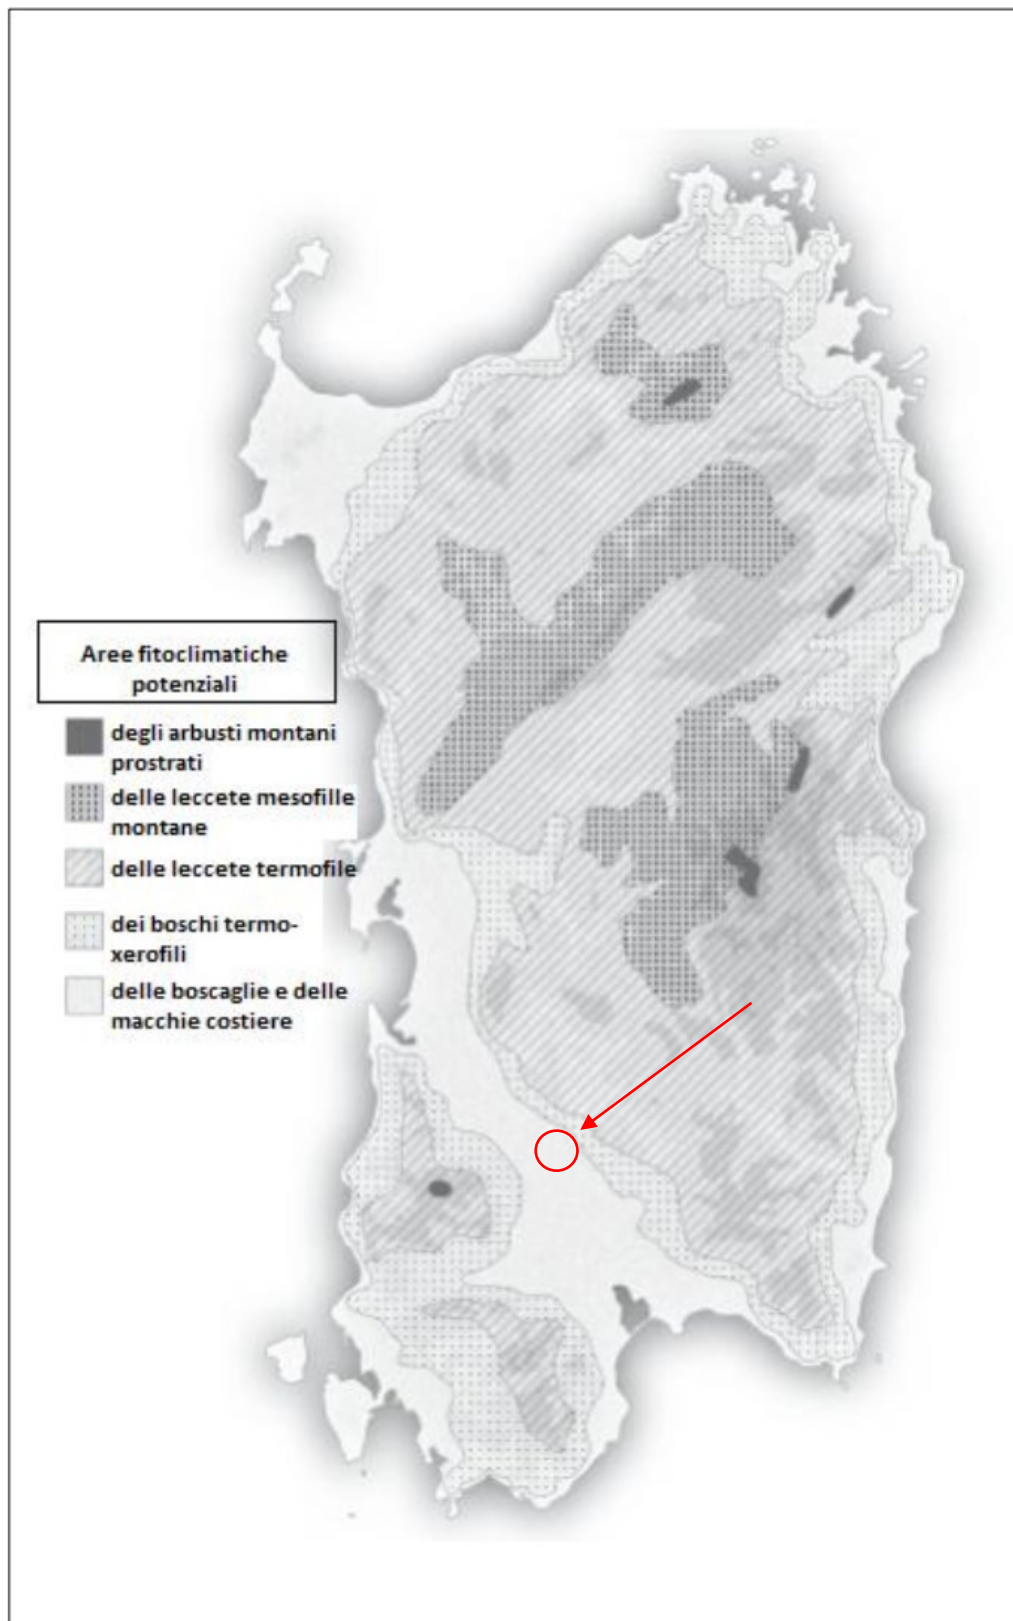 Aree fitoclimatiche
potenziali
degli arbusti montani
prostrati
delle leccete mesofille
montane
delle leccete termofile
dei boschi termo-
xerofili
delle boscaglie e delle
macchie costiere